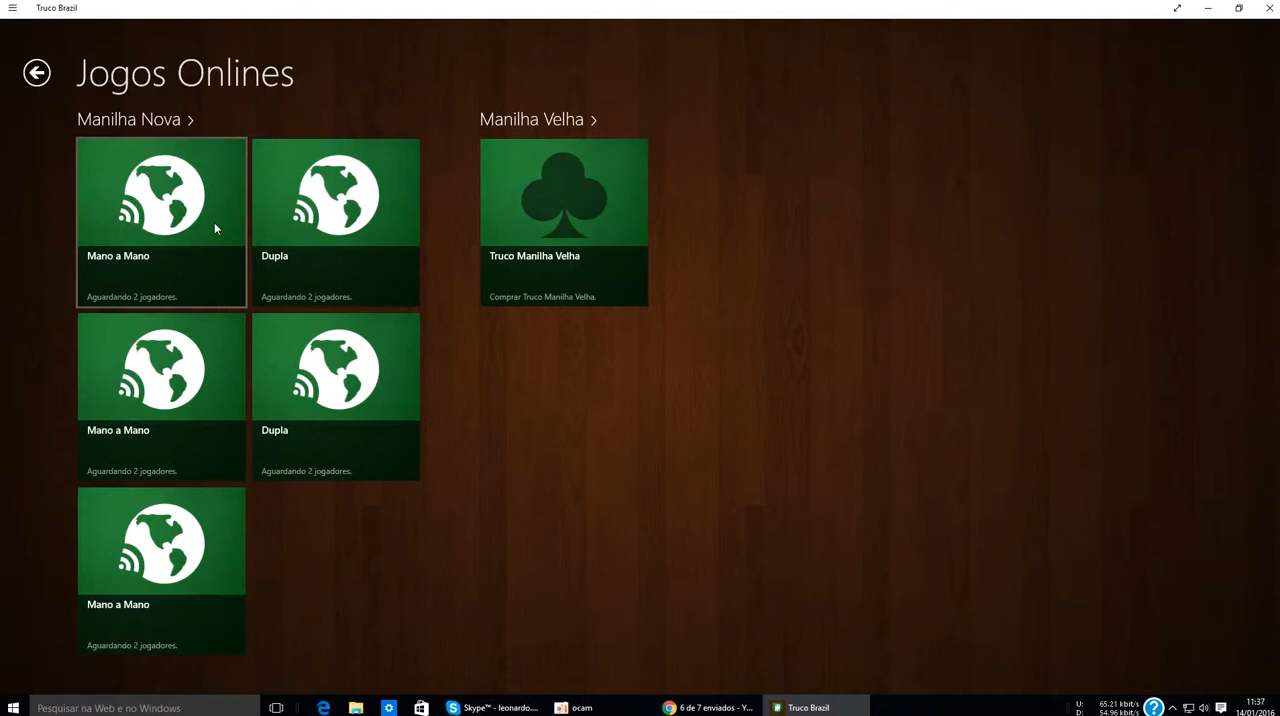 Truco Brazil
Jogos Onlines
Manilha Nova
Manilha Velha
Mano a Mano
Aguardando 2 jogadores.
Dupla
Aguardando 2 jogadores.
Truco Manilha Velha
Comprar Truco Manilha Velha.
Mano a Mano
Aguardando 2 jogadores.
Dupla
Aguardando 2 jogadores.
Mano a Mano
Aguardando 2 jogadores.
Pesquisar na Web e no Windows
Skype™ - leonardo....
ocam
6 de 7 enviados - Y...
Truco Brazil
U: 65.21 kbit/s
D: 54.96 kbit/s
11:37
14/01/2016